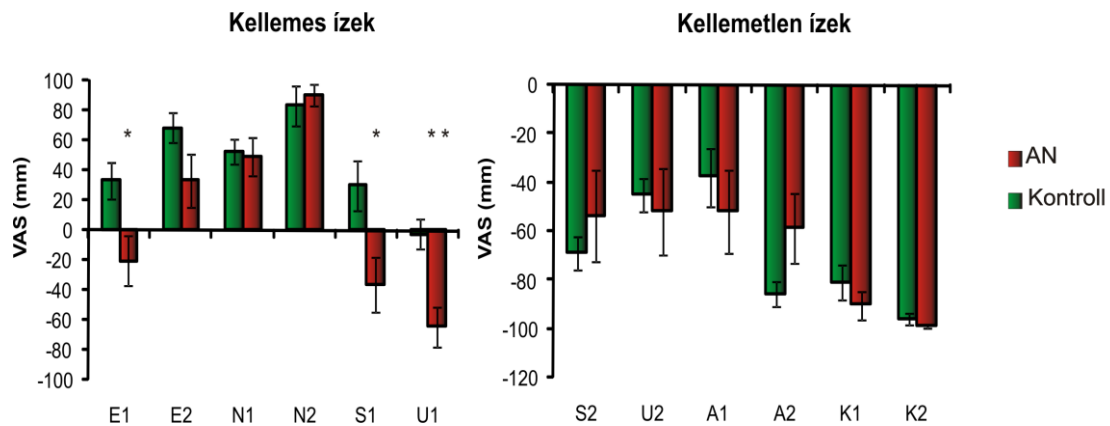 Kellemes ízek
VAS (mm)
100
80
60
40
20
0
-20
-40
-60
-80
-100
*
*
* *
E1 E2 N1 N2 S1 U1
Kellemetlen ízek
VAS (mm)
0
-20
-40
-60
-80
-100
-120
S2 U2 A1 A2 K1 K2
AN
Kontroll